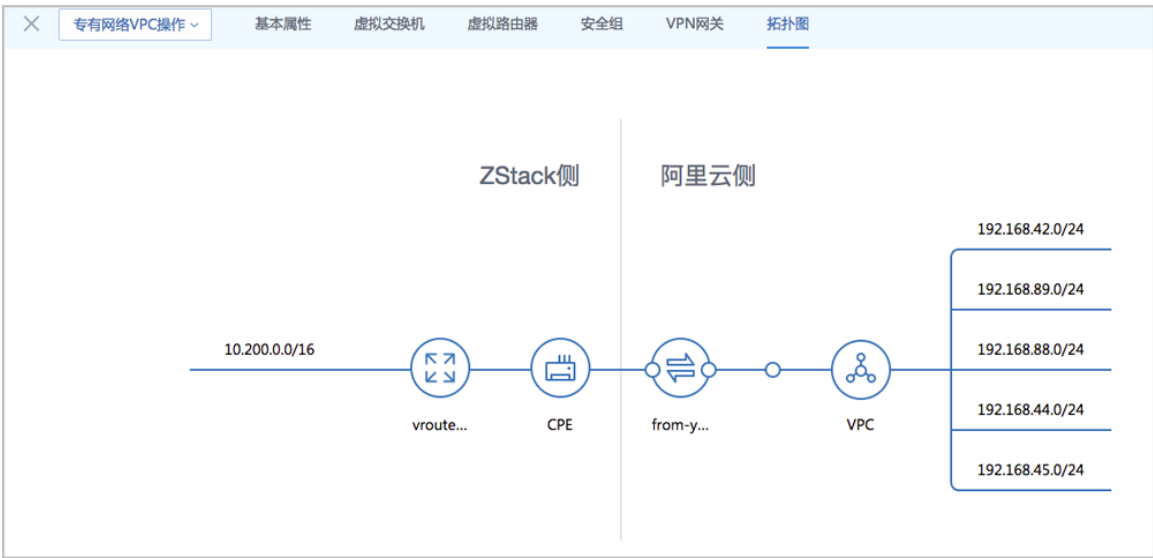 专有网络VPC操作 基本属性 虚拟交换机 虚拟路由器 安全组 VPN网关 拓扑图
ZStack侧 阿里云侧
192.168.42.0/24
192.168.89.0/24
10.200.0.0/16 192.168.88.0/24
192.168.44.0/24
vroute... CPE from-y... VPC
192.168.45.0/24